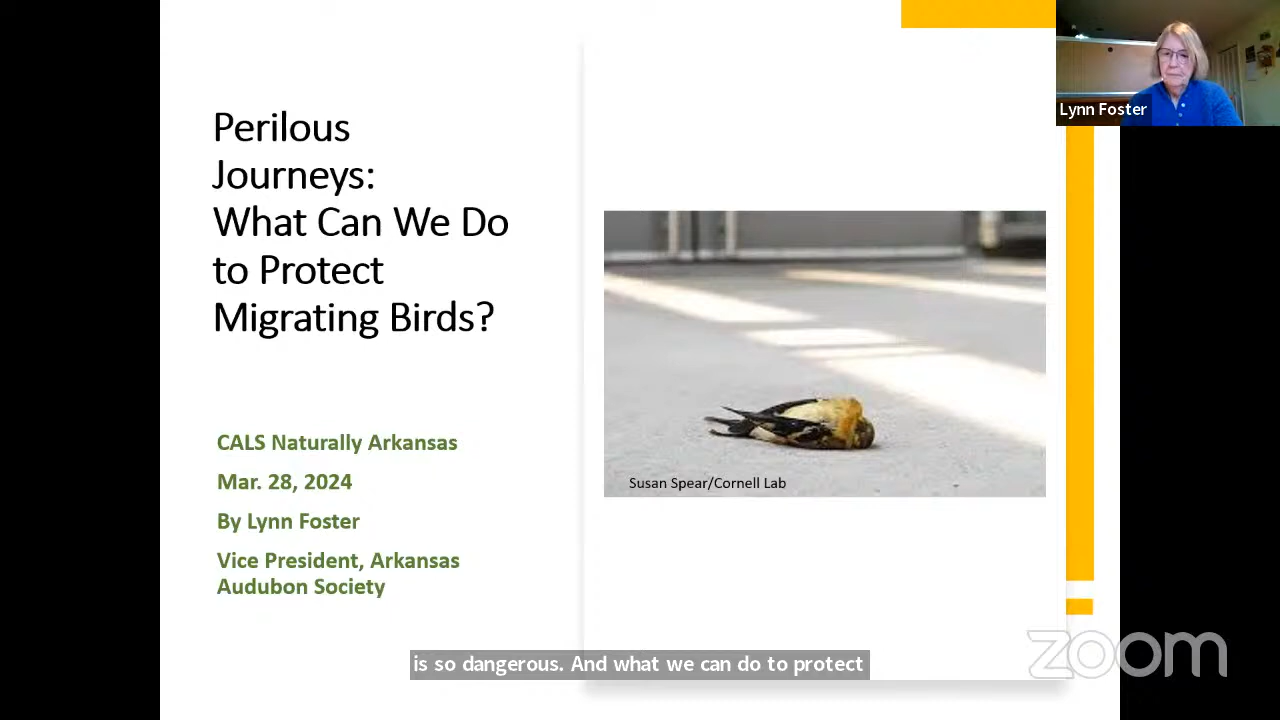 Perilous
Journeys:
What Can We Do
to Protect
Migrating Birds?
CALS Naturally Arkansas
Mar. 28, 2024
By Lynn Foster
Vice President, Arkansas
Audubon Society
Susan Spear/Cornell Lab
Lynn Foster
is so dangerous. And what we can do to protect
zoom